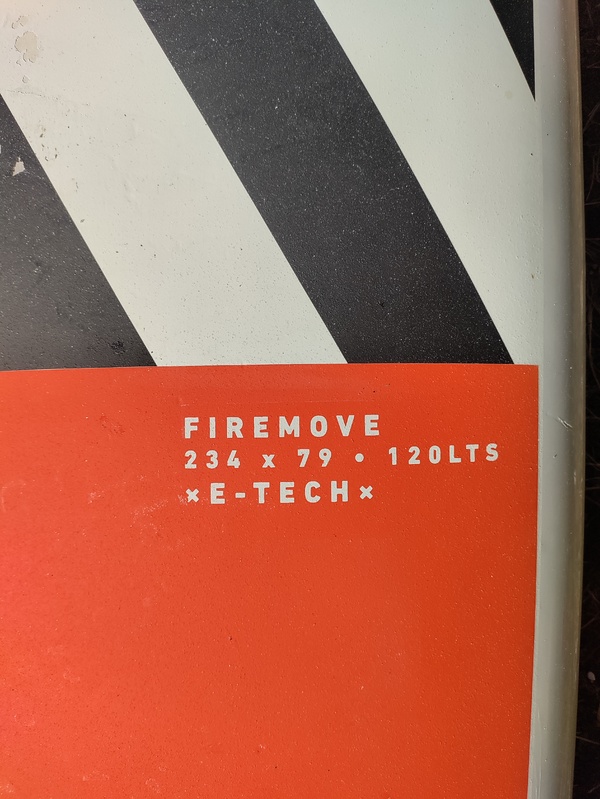 FIREMOVE
234 x 79 • 120LTS
×E-TECH×